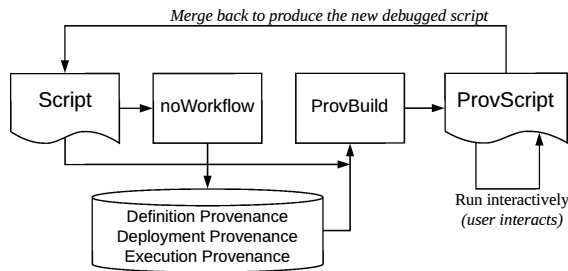 Merge back to produce the new debugged script
Script
noWorkflow
ProvBuild
ProvScript
Definition Provenance
Deployment Provenance
Execution Provenance
Run interactively
(user interacts)